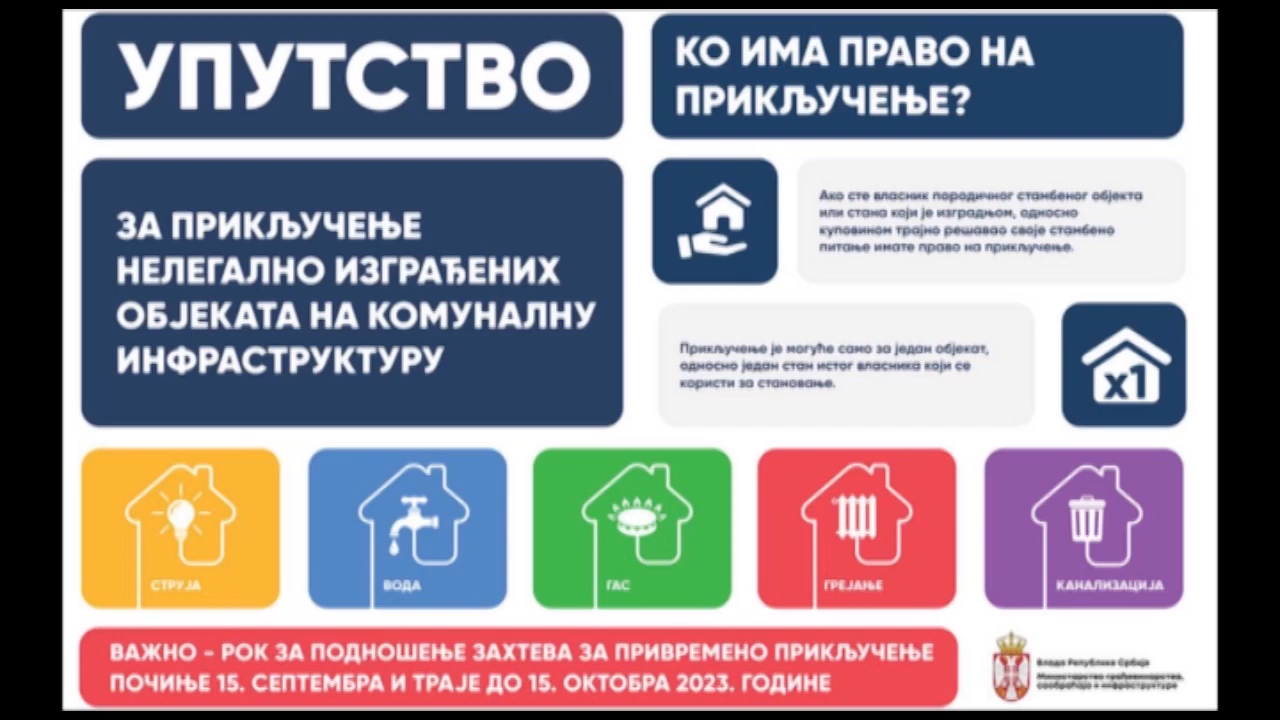 УПУТСТВО
ЗА ПРИКЉУЧЕЊЕ
НЕЛЕГАЛНО ИЗГРАЂЕНИХ
ОБЈЕКАТА НА КОМУНАЛНУ
ИНФРАСТРУКТУРУ
КО ИМА ПРАВО НА
ПРИКЉУЧЕЊЕ?
Ако сте власник породичног стамбеног објекта
или стана који је изградњом, односно
куповином трајно решавао своје стамбено
питање имате право на прикључење.
Прикључење је могуће само за један објекат,
односно један стан истог власника који се
користи за становање.
x1
СТРУЈА
ВОДА
ГАС
ГРЕЈАЊЕ
КАНАЛИЗАЦИЈА
ВАЖНО - РОК ЗА ПОДНОШЕЊЕ ЗАХТЕВА ЗА ПРИВРЕМЕНО ПРИКЉУЧЕЊЕ
ПОЧИЊЕ 15. СЕПТЕМБРА И ТРАЈЕ ДО 15. ОКТОБРА 2023. ГОДИНЕ
Влада Републике Србије
Министарство грађевинарства,
саобраћаја и инфраструктуре